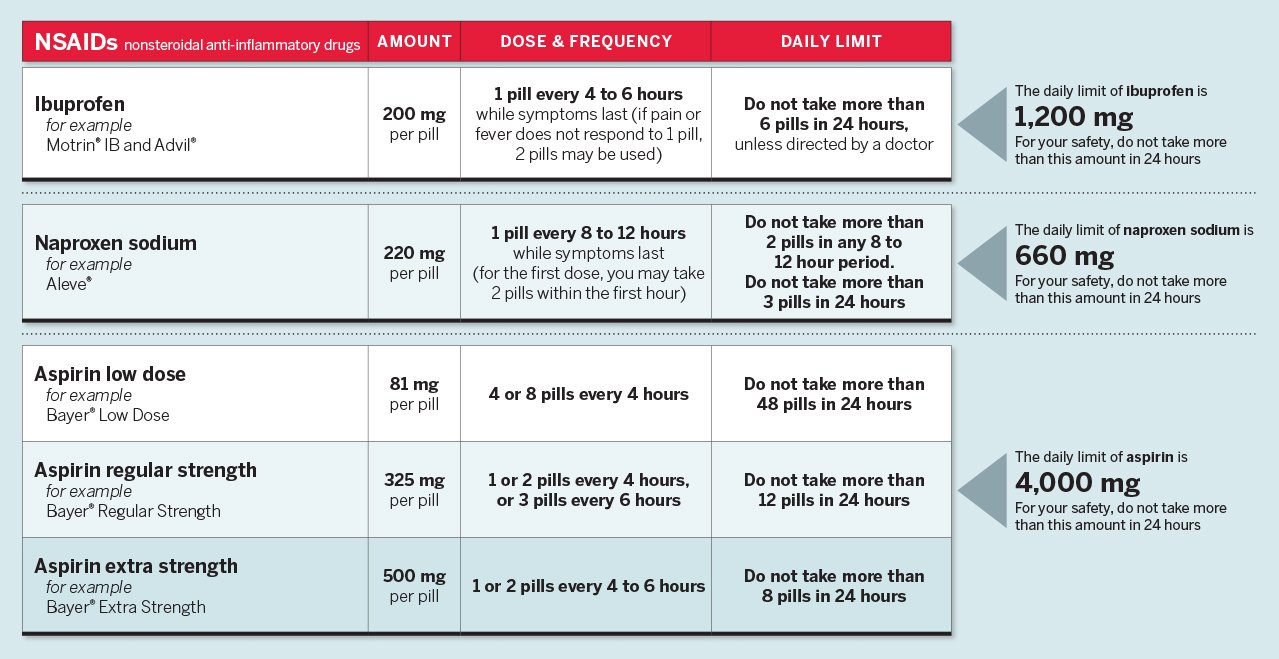 NSAIDs nonsteroidal anti-inflammatory drugs
AMOUNT
DOSE & FREQUENCY
DAILY LIMIT
Ibuprofen
for example
Motrin® IB and Advil®
200 mg
per pill
1 pill every 4 to 6 hours
while symptoms last (if pain or
fever does not respond to 1 pill,
2 pills may be used)
Do not take more than
6 pills in 24 hours,
unless directed by a doctor
The daily limit of ibuprofen is
1,200 mg
For your safety, do not take more
than this amount in 24 hours
Naproxen sodium
for example
Aleve®
220 mg
per pill
1 pill every 8 to 12 hours
while symptoms last
(for the first dose, you may take
2 pills within the first hour)
Do not take more than
2 pills in any 8 to
12 hour period.
Do not take more than
3 pills in 24 hours
The daily limit of naproxen sodium is
660 mg
For your safety, do not take more
than this amount in 24 hours
Aspirin low dose
for example
Bayer® Low Dose
81 mg
per pill
4 or 8 pills every 4 hours
Do not take more than
48 pills in 24 hours
Aspirin regular strength
for example
Bayer® Regular Strength
325 mg
per pill
1 or 2 pills every 4 hours,
or 3 pills every 6 hours
Do not take more than
12 pills in 24 hours
Aspirin extra strength
for example
Bayer® Extra Strength
500 mg
per pill
1 or 2 pills every 4 to 6 hours
Do not take more than
8 pills in 24 hours
The daily limit of aspirin is
4,000 mg
For your safety, do not take more
than this amount in 24 hours